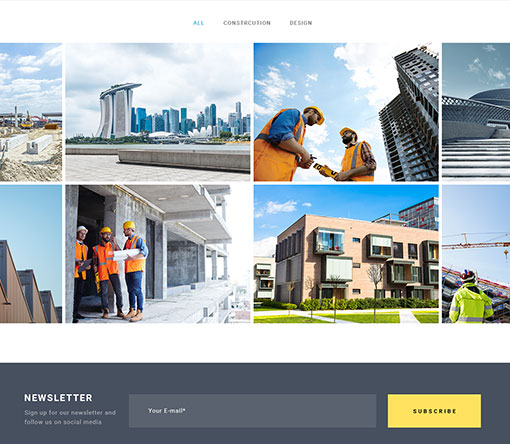 ALL CONSTRCUTION DESIGN
NEWSLETTER
Sign up for our newsletter and
follow us on social media
Your E-mail*
SUBSCRIBE